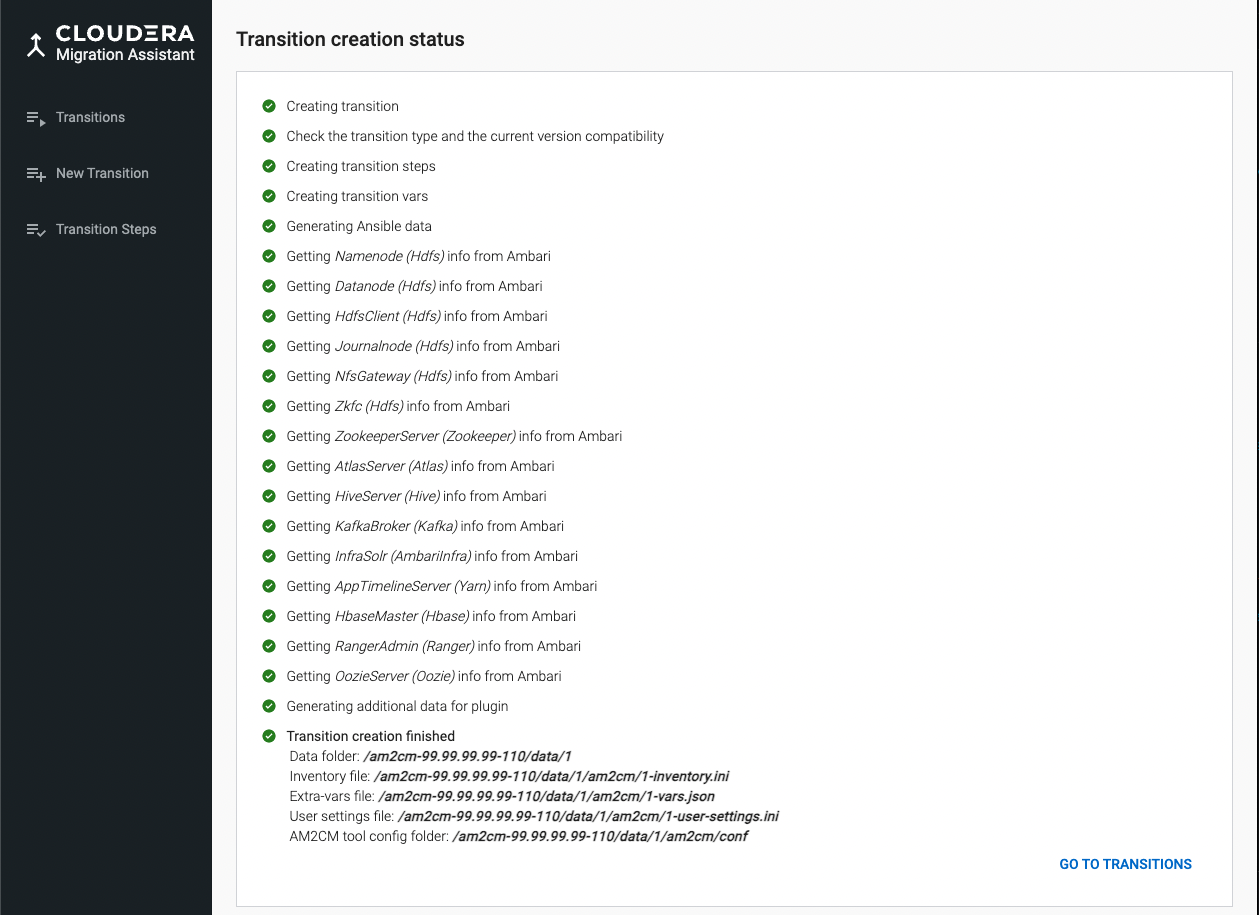 CLOUDERA
Migration Assistant
Transitions
New Transition
Transition Steps
Transition creation status
Creating transition
Check the transition type and the current version compatibility
Creating transition steps
Creating transition vars
Generating Ansible data
Getting Namenode (Hdfs) info from Ambari
Getting Datanode (Hdfs) info from Ambari
Getting HdfsClient (Hdfs) info from Ambari
Getting Journalnode (Hdfs) info from Ambari
Getting NfsGateway (Hdfs) info from Ambari
Getting Zkfc (Hdfs) info from Ambari
Getting ZookeeperServer (Zookeeper) info from Ambari
Getting AtlasServer (Atlas) info from Ambari
Getting HiveServer (Hive) info from Ambari
Getting KafkaBroker (Kafka) info from Ambari
Getting InfraSolr (AmbariInfra) info from Ambari
Getting AppTimelineServer (Yarn) info from Ambari
Getting HbaseMaster (Hbase) info from Ambari
Getting RangerAdmin (Ranger) info from Ambari
Getting OozieServer (Oozie) info from Ambari
Generating additional data for plugin
Transition creation finished
Data folder: /am2cm-99.99.99.99-110/data/1
Inventory file: /am2cm-99.99.99.99-110/data/1/am2cm/1-inventory.ini
Extra-vars file: /am2cm-99.99.99.99-110/data/1/am2cm/1-vars.json
User settings file: /am2cm-99.99.99.99-110/data/1/am2cm/1-user-settings.ini
AM2CM tool config folder: /am2cm-99.99.99.99-110/data/1/am2cm/conf
GO TO TRANSITIONS